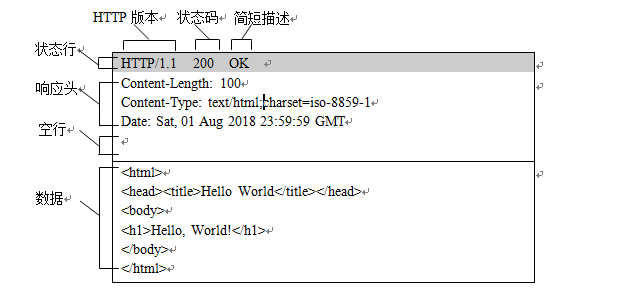 HTTP 版本 状态码 简短描述
状态行
HTTP/1.1 200 OK
响应头
Content-Length: 100
Content-Type: text/html;charset=iso-8859-1
Date: Sat, 01 Aug 2018 23:59:59 GMT
空行
数据
<html>
<head><title>Hello World</title></head>
<body>
<h1>Hello, World!</h1>
</body>
</html>